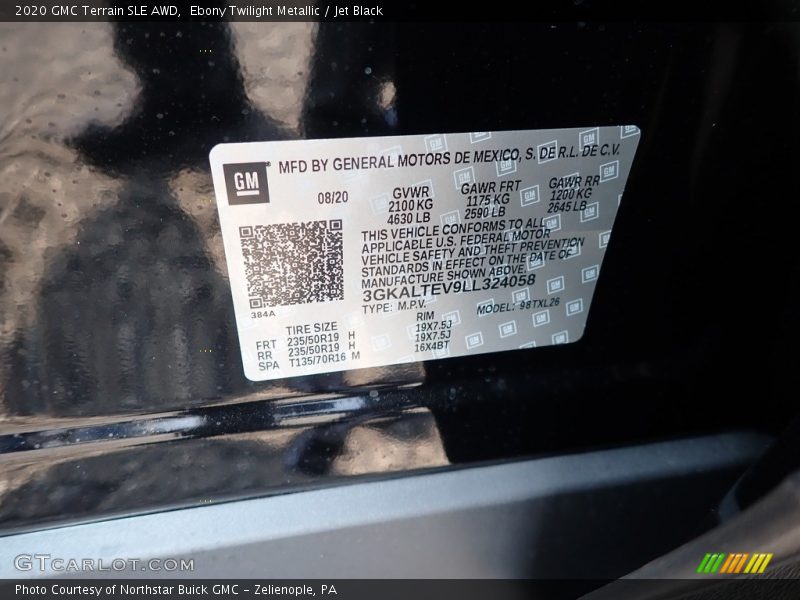 2020 GMC Terrain SLE AWD, Ebony Twilight Metallic / Jet Black
GM
MFD BY GENERAL MOTORS DE MEXICO, S. DE R.L. DE C.V.
08/20
GVWR
2100 KG
4630 LB
GAWR FRT
1175 KG
2590 LB
GAWR RR
1200 KG
2645 LB
THIS VEHICLE CONFORMS TO ALL
APPLICABLE U.S. FEDERAL MOTOR
VEHICLE SAFETY AND THEFT PREVENTION
STANDARDS IN EFFECT ON THE DATE OF
MANUFACTURE SHOWN ABOVE.
3GKALTEV9LL324058
TYPE: M.P.V. MODEL: 98TXL26
384A
TIRE SIZE RIM
FRT 235/50R19 H 19X7.5J
RR 235/50R19 H 19X7.5J
SPA T135/70R16 M 16X4BT
GTCARLOT.COM
Photo Courtesy of Northstar Buick GMC - Zelienople, PA